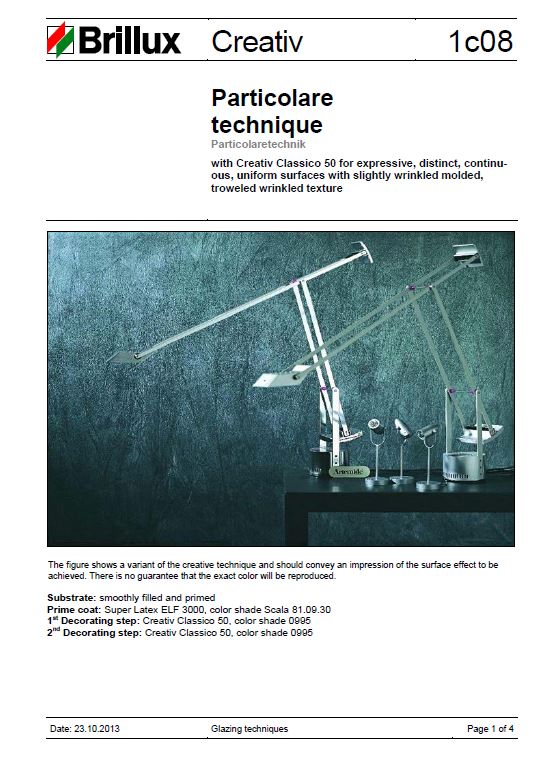 Brillux Creativ 1c08
Particolare
technique
Particolaretechnik
with Creativ Classico 50 for expressive, distinct, continu-
ous, uniform surfaces with slightly wrinkled molded,
troweled wrinkled texture
Artemide
The figure shows a variant of the creative technique and should convey an impression of the surface effect to be
achieved. There is no guarantee that the exact color will be reproduced.
Substrate: smoothly filled and primed
Prime coat: Super Latex ELF 3000, color shade Scala 81.09.30
1st Decorating step: Creativ Classico 50, color shade 0995
2nd Decorating step: Creativ Classico 50, color shade 0995
Date: 23.10.2013 Glazing techniques Page 1 of 4